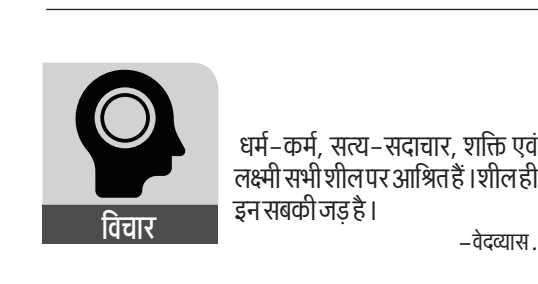 धर्म-कर्म, सत्य-सदाचार, शक्ति एवं
लक्ष्मी सभी शील पर आश्रित हैं । शील ही
इन सबकी जड़ है ।
-वेदव्यास .
विचार